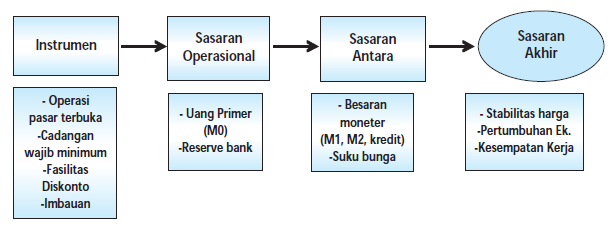 Instrumen
Sasaran
Operasional
Sasaran
Antara
Sasaran
Akhir
- Operasi
pasar terbuka
-Cadangan
wajib minimum
-Fasilitas
Diskonto
-Imbauan
- Uang Primer
(M0)
-Reserve bank
- Besaran
moneter
(M1, M2, kredit)
-Suku bunga
- Stabilitas harga
-Pertumbuhan Ek.
-Kesempatan Kerja